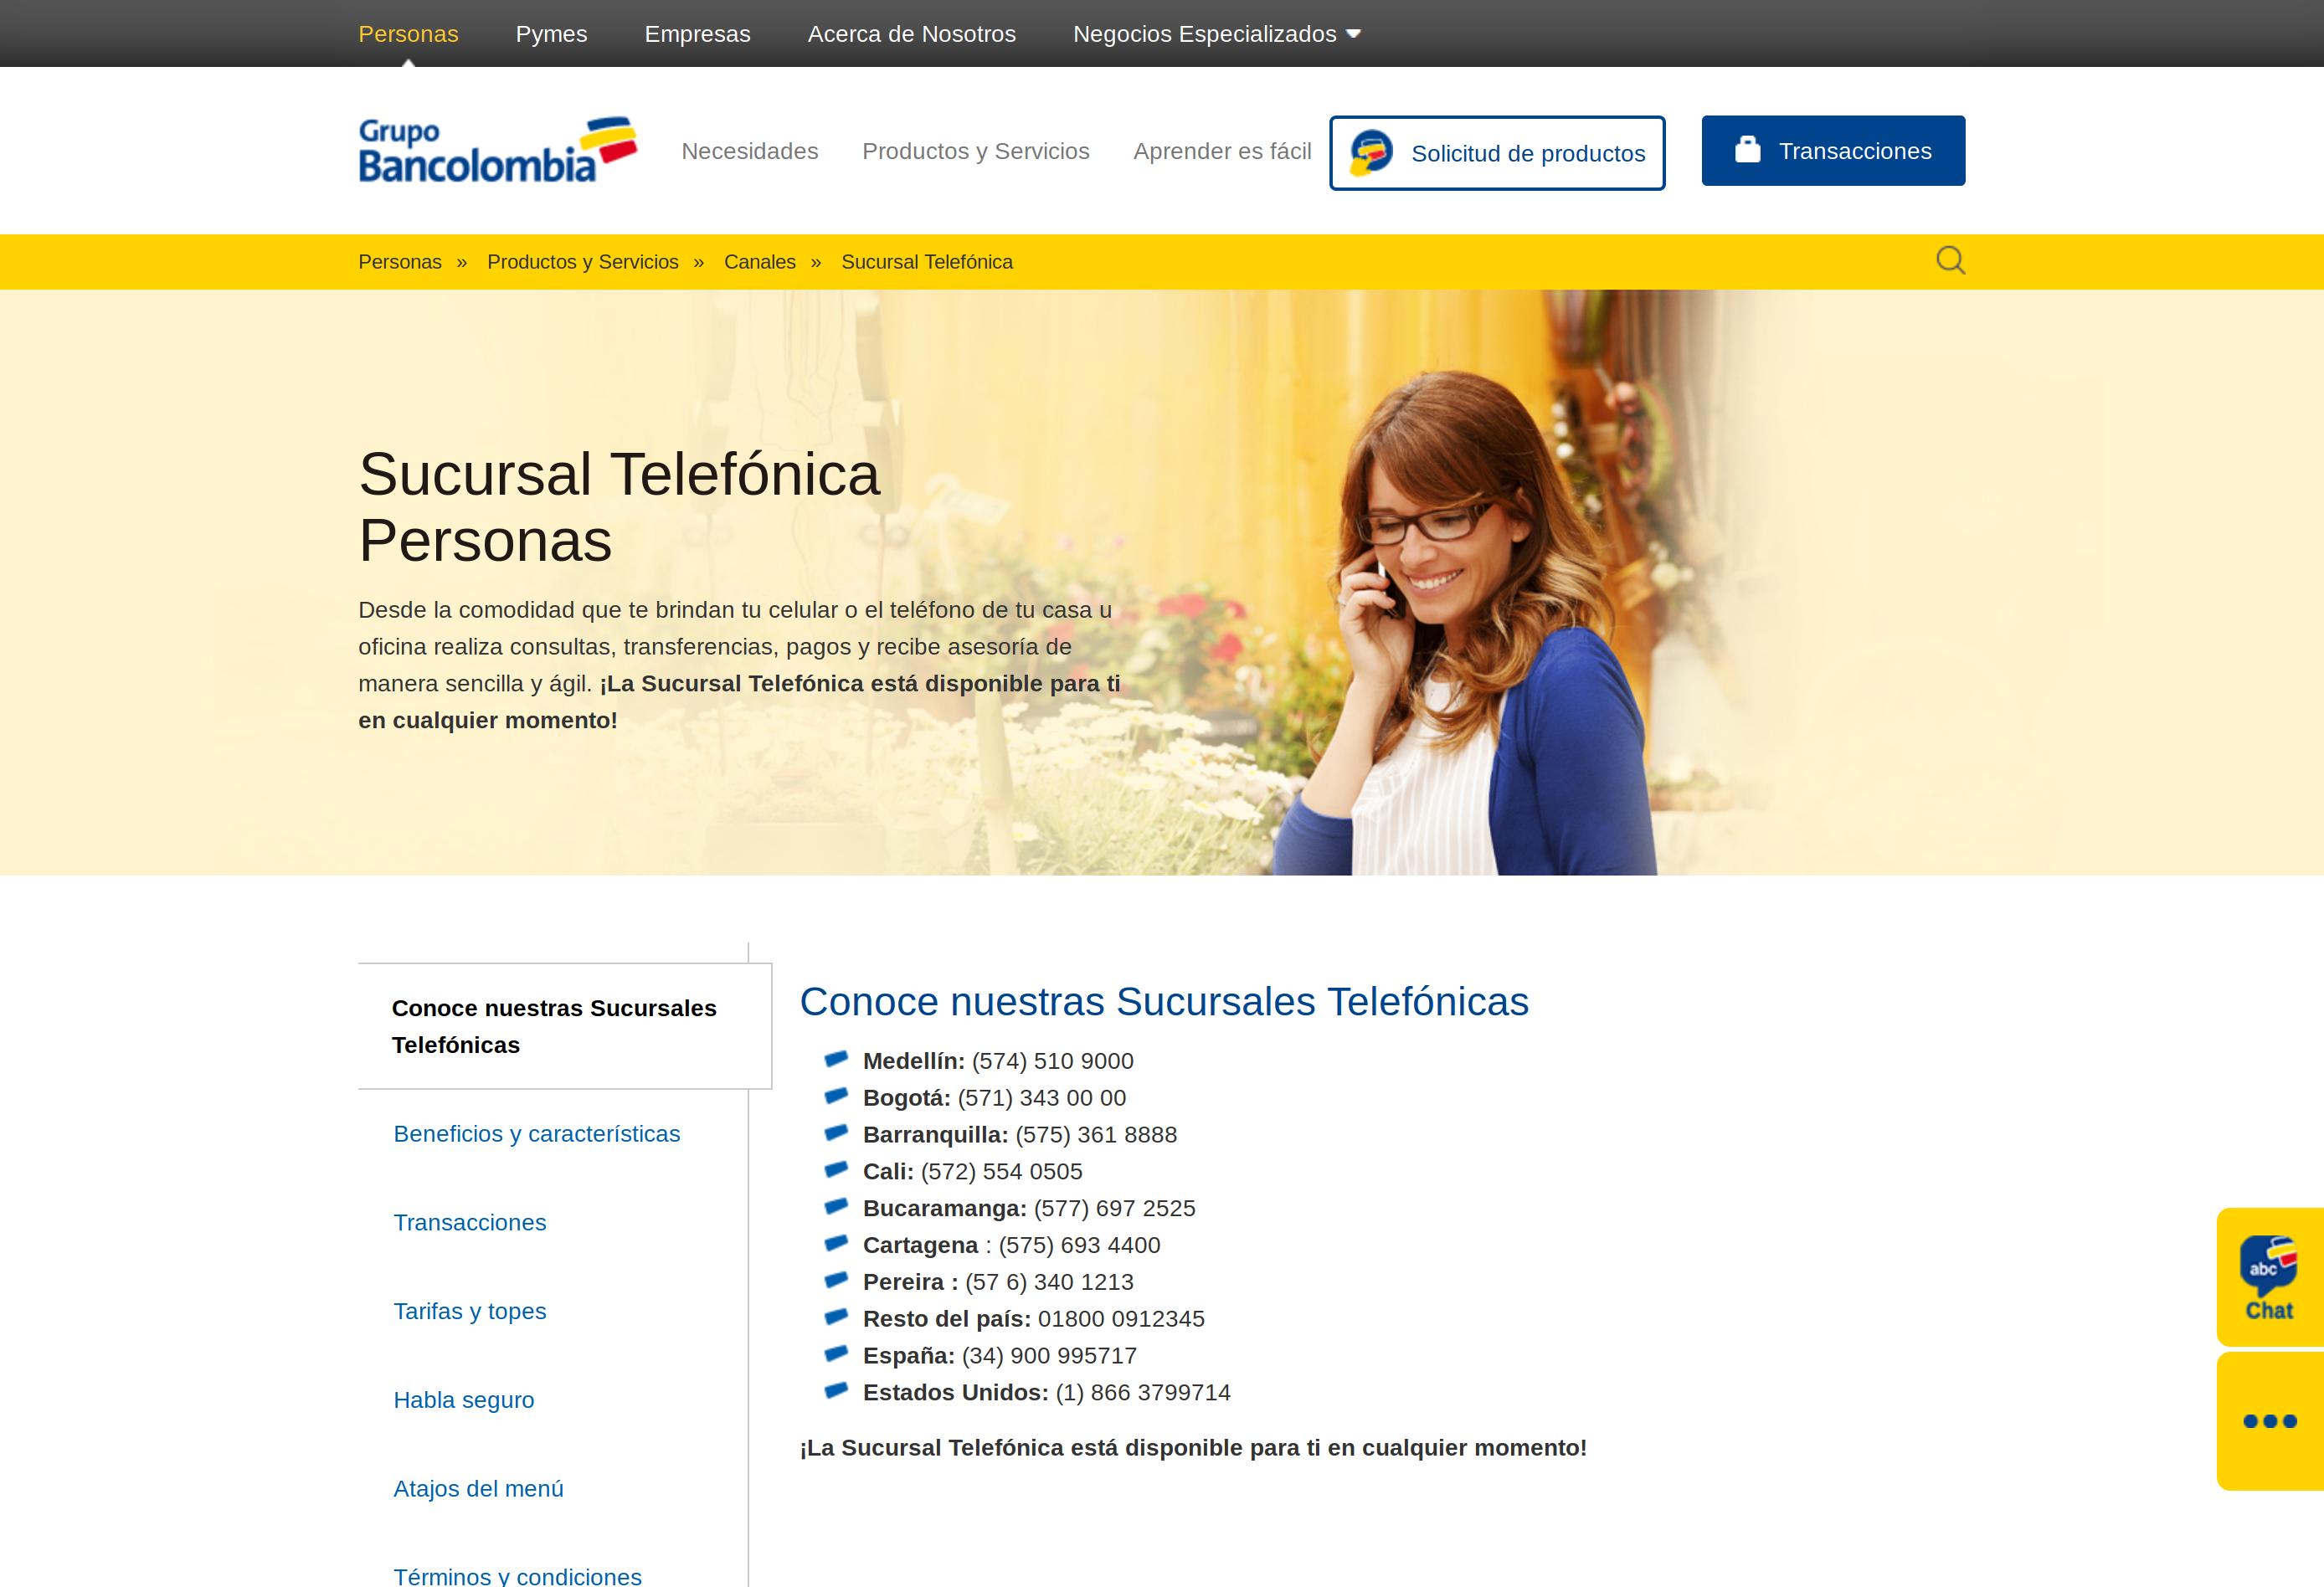 Personas Pymes Empresas Acerca de Nosotros Negocios Especializados
Grupo
Bancolombia
Necesidades Productos y Servicios Aprender es fácil Solicitud de productos Transacciones
Personas » Productos y Servicios » Canales » Sucursal Telefónica
Sucursal Telefónica
Personas
Desde la comodidad que te brindan tu celular o el teléfono de tu casa u
oficina realiza consultas, transferencias, pagos y recibe asesoría de
manera sencilla y ágil. ¡La Sucursal Telefónica está disponible para ti
en cualquier momento!
Conoce nuestras Sucursales
Telefónicas
Beneficios y características
Transacciones
Tarifas y topes
Habla seguro
Atajos del menú
Términos y condiciones
Conoce nuestras Sucursales Telefónicas
Medellín: (574) 510 9000
Bogotá: (571) 343 00 00
Barranquilla: (575) 361 8888
Cali: (572) 554 0505
Bucaramanga: (577) 697 2525
Cartagena : (575) 693 4400
Pereira : (57 6) 340 1213
Resto del país: 01800 0912345
España: (34) 900 995717
Estados Unidos: (1) 866 3799714
¡La Sucursal Telefónica está disponible para ti en cualquier momento!
abc
Chat